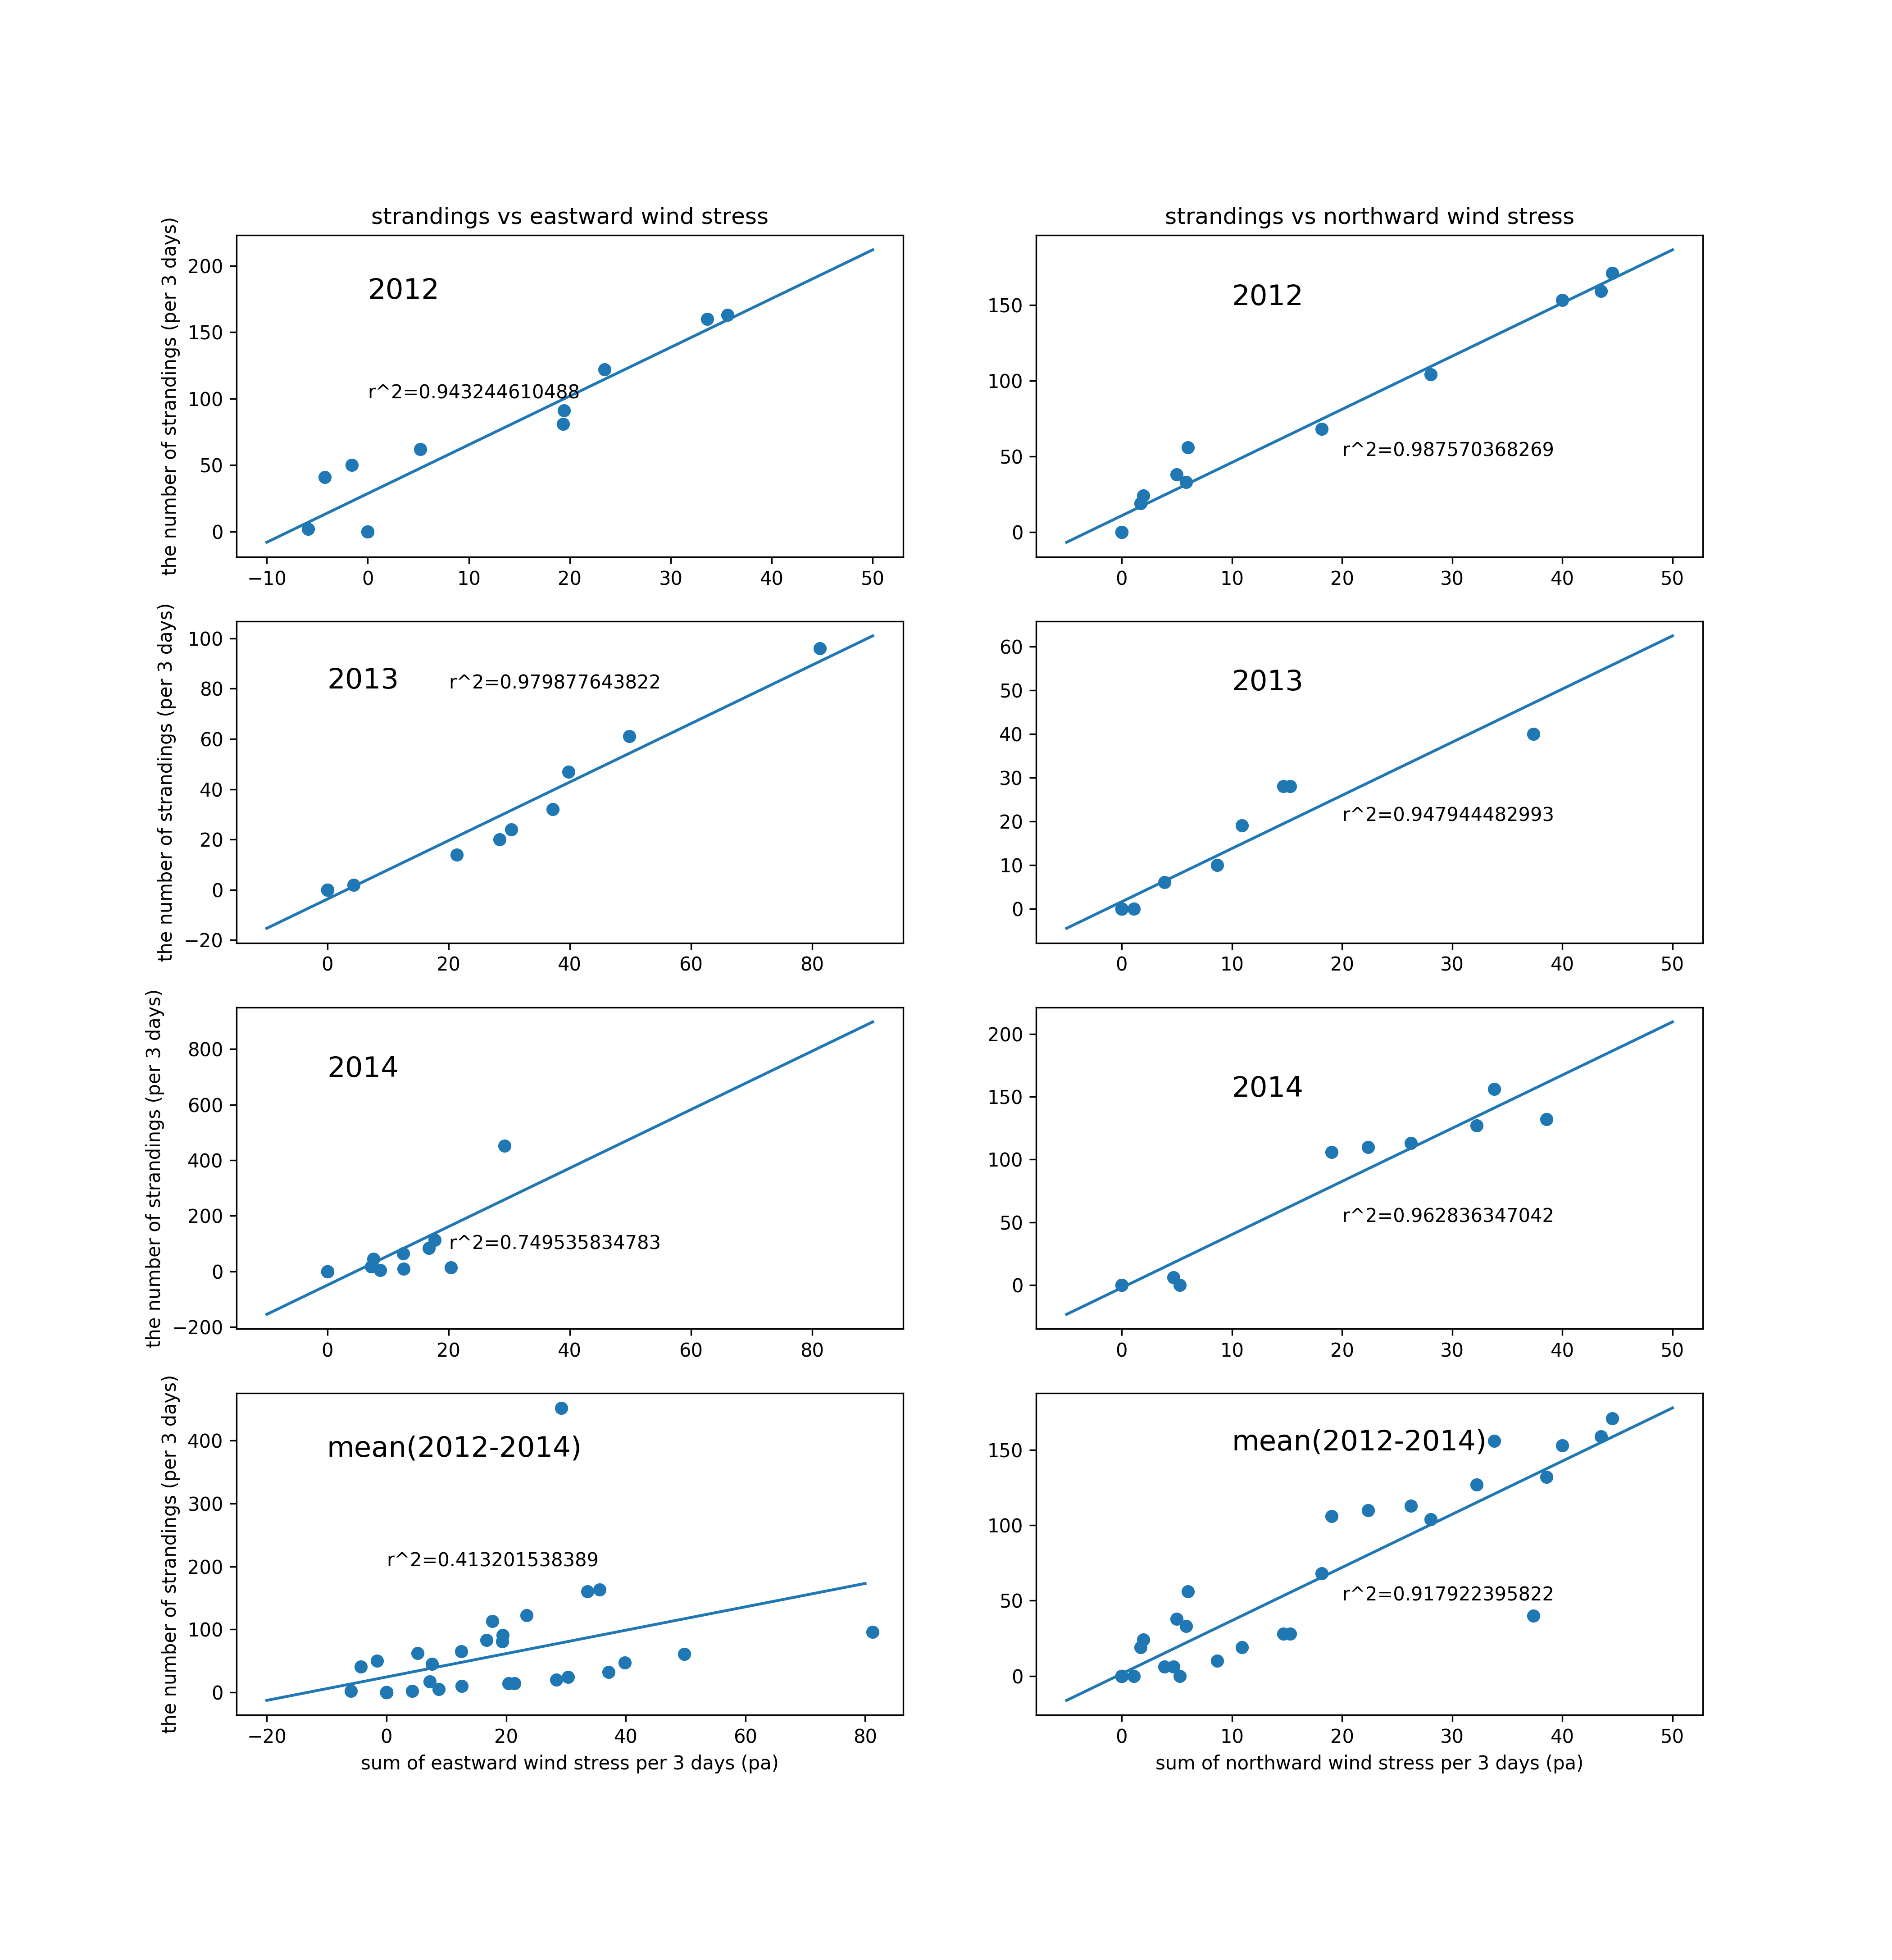 strandings vs eastward wind stress
strandings vs northward wind stress
the number of strandings (per 3 days)
200
150
100
50
0
2012
r^2=0.943244610488
−10 0 10 20 30 40 50
150
100
50
0
2012
r^2=0.987570368269
0 10 20 30 40 50
the number of strandings (per 3 days)
100
80
60
40
20
0
−20
2013
r^2=0.979877643822
0 20 40 60 80
60
50
40
30
20
10
0
2013
r^2=0.947944482993
0 10 20 30 40 50
the number of strandings (per 3 days)
800
600
400
200
0
−200
2014
r^2=0.749535834783
0 20 40 60 80
200
150
100
50
0
2014
r^2=0.962836347042
0 10 20 30 40 50
the number of strandings (per 3 days)
400
300
200
100
0
mean(2012-2014)
r^2=0.413201538389
−20 0 20 40 60 80
sum of eastward wind stress per 3 days (pa)
150
100
50
0
mean(2012-2014)
r^2=0.917922395822
0 10 20 30 40 50
sum of northward wind stress per 3 days (pa)